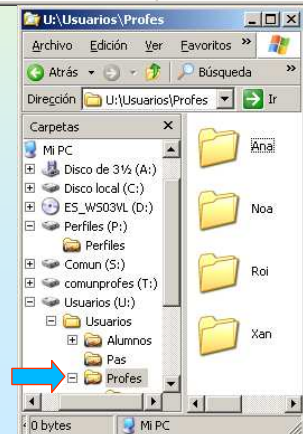 U:\Usuarios\Profes
Archivo Edición Ver Favoritos »
Atrás Búsqueda »
Dirección U:\Usuarios\Profes Ir
Carpetas
Mi PC
Disco de 3½ (A:)
Disco local (C:)
ES_WS03VL (D:)
Perfiles (P:)
Perfiles
Comun (S:)
comunprofes (T:)
Usuarios (U:)
Usuarios
Alumnos
Pas
Profes
Ana
Noa
Roi
Xan
0 bytes Mi PC